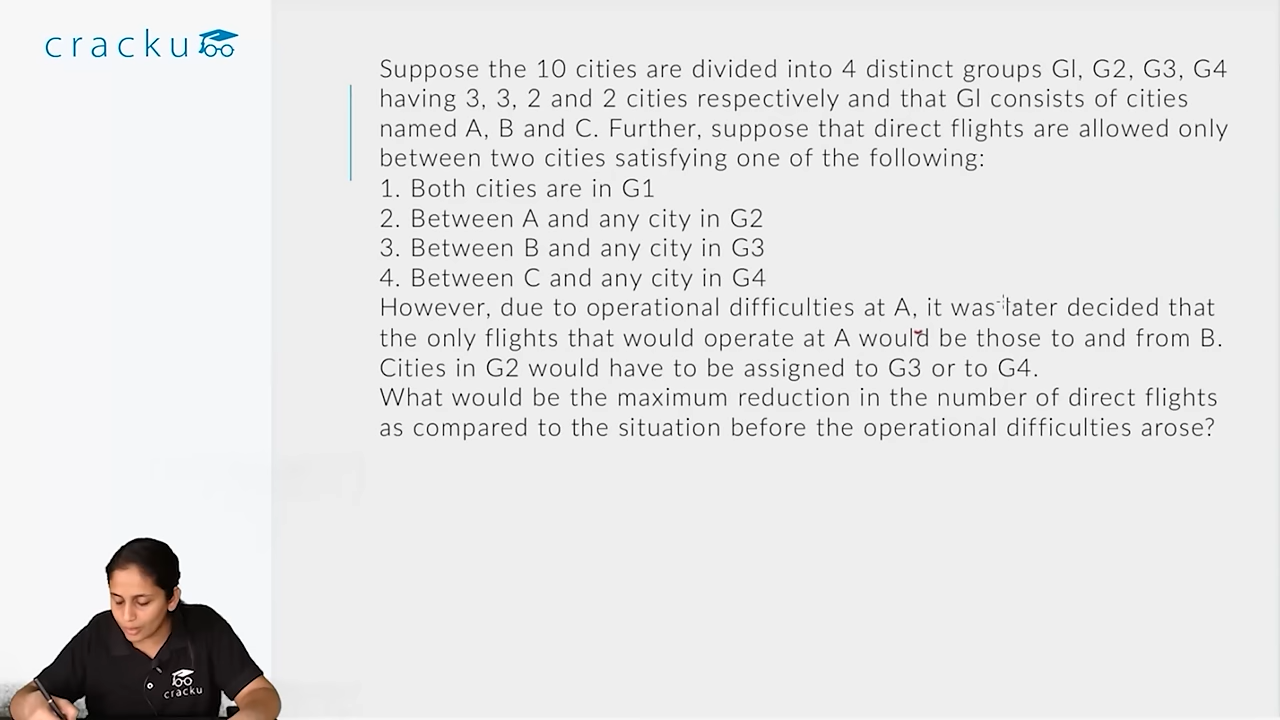 cracku
Suppose the 10 cities are divided into 4 distinct groups Gl, G2, G3, G4
having 3, 3, 2 and 2 cities respectively and that Gl consists of cities
named A, B and C. Further, suppose that direct flights are allowed only
between two cities satisfying one of the following:
1. Both cities are in G1
2. Between A and any city in G2
3. Between B and any city in G3
4. Between C and any city in G4
However, due to operational difficulties at A, it was later decided that
the only flights that would operate at A would be those to and from B.
Cities in G2 would have to be assigned to G3 or to G4.
What would be the maximum reduction in the number of direct flights
as compared to the situation before the operational difficulties arose?
cracku